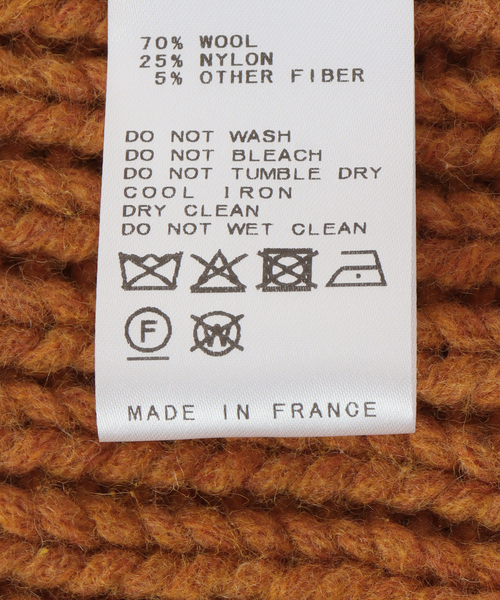 70% WOOL
25% NYLON
5% OTHER FIBER
DO NOT WASH
DO NOT BLEACH
DO NOT TUMBLE DRY
COOL IRON
DRY CLEAN
DO NOT WET CLEAN
F W
MADE IN FRANCE